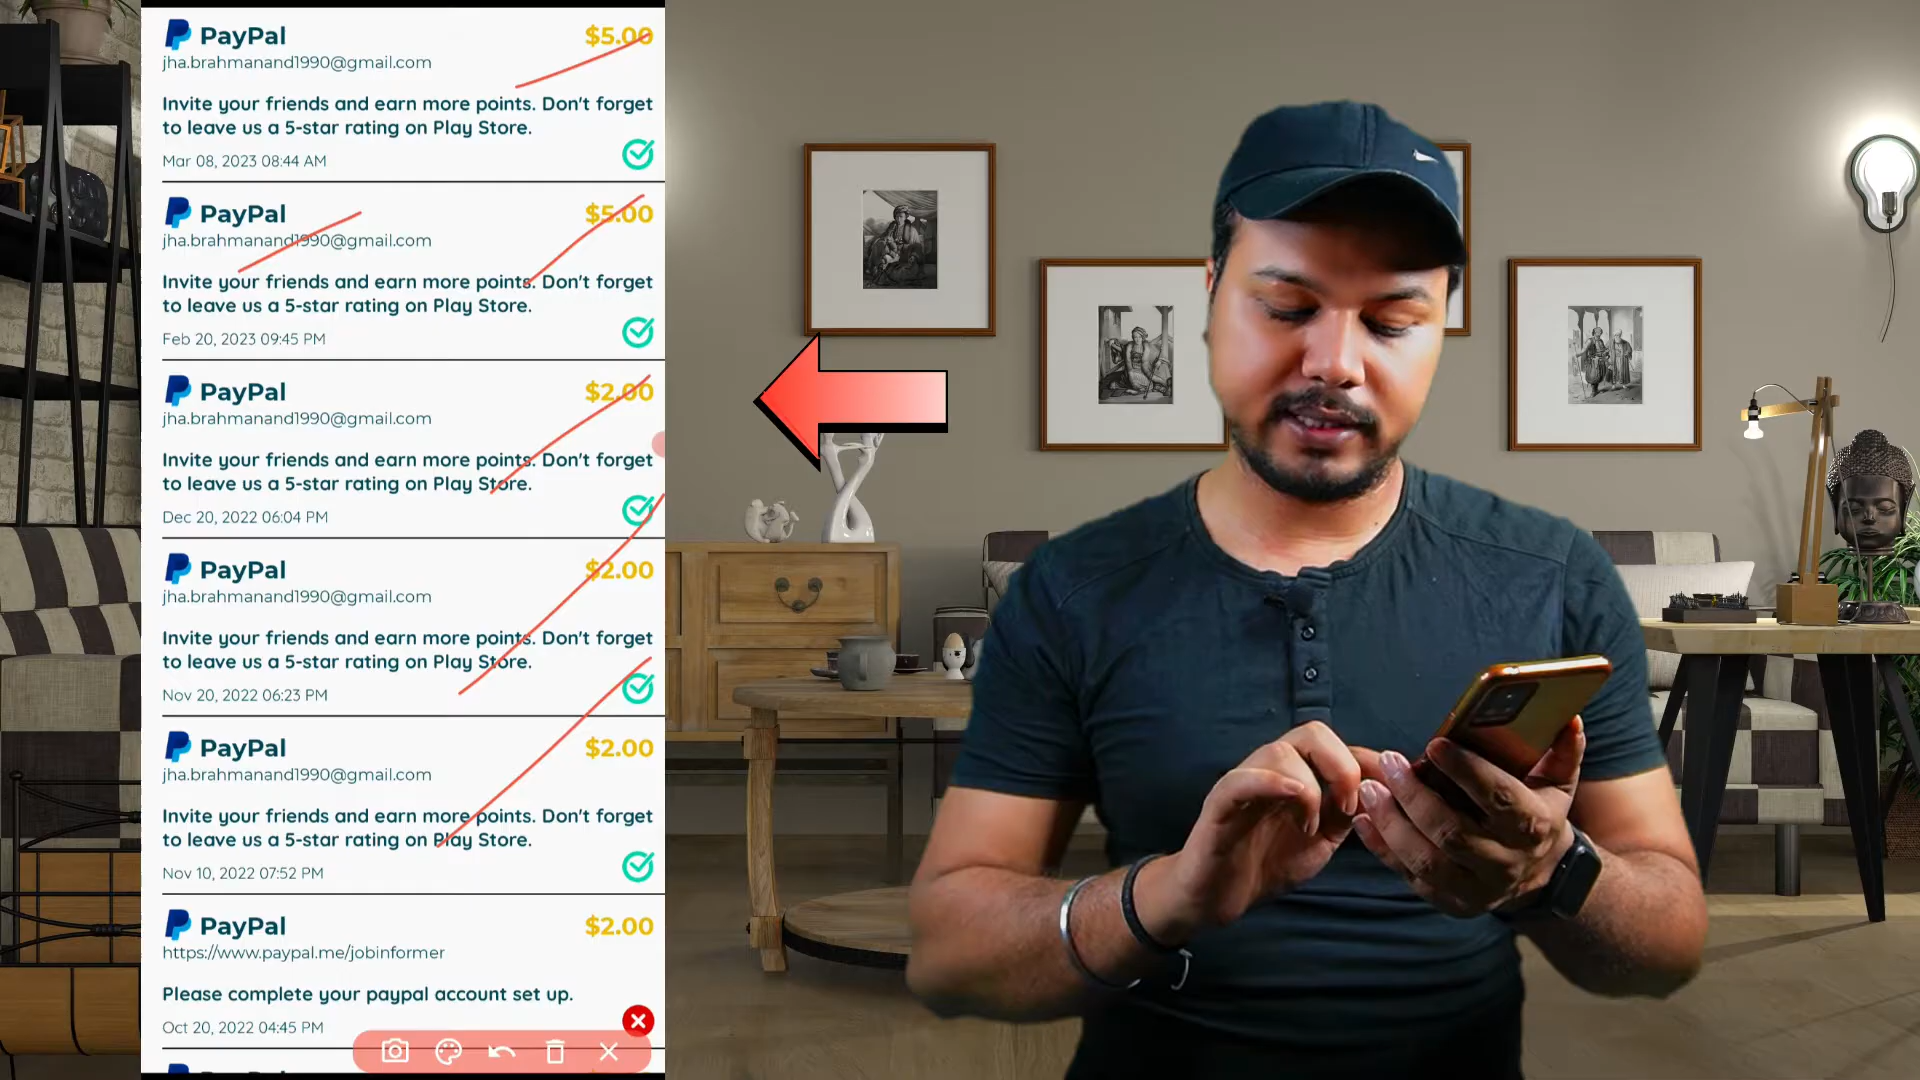 PayPal $5.00
jha.brahmanand1990@gmail.com
Invite your friends and earn more points. Don't forget
to leave us a 5-star rating on Play Store.
Mar 08, 2023 08:44 AM
PayPal $5.00
jha.brahmanand1990@gmail.com
Invite your friends and earn more points. Don't forget
to leave us a 5-star rating on Play Store.
Feb 20, 2023 09:45 PM
PayPal $2.00
jha.brahmanand1990@gmail.com
Invite your friends and earn more points. Don't forget
to leave us a 5-star rating on Play Store.
Dec 20, 2022 06:04 PM
PayPal $2.00
jha.brahmanand1990@gmail.com
Invite your friends and earn more points. Don't forget
to leave us a 5-star rating on Play Store.
Nov 20, 2022 06:23 PM
PayPal $2.00
jha.brahmanand1990@gmail.com
Invite your friends and earn more points. Don't forget
to leave us a 5-star rating on Play Store.
Nov 10, 2022 07:52 PM
PayPal $2.00
https://www.paypal.me/jobinformer
Please complete your paypal account set up.
Oct 20, 2022 04:45 PM